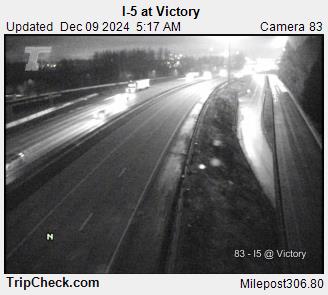 I-5 at Victory
Updated  Dec 09 2024  5:17 AM
Camera 83
T
N
83 - I5 @ Victory
TripCheck.com
Milepost306.80